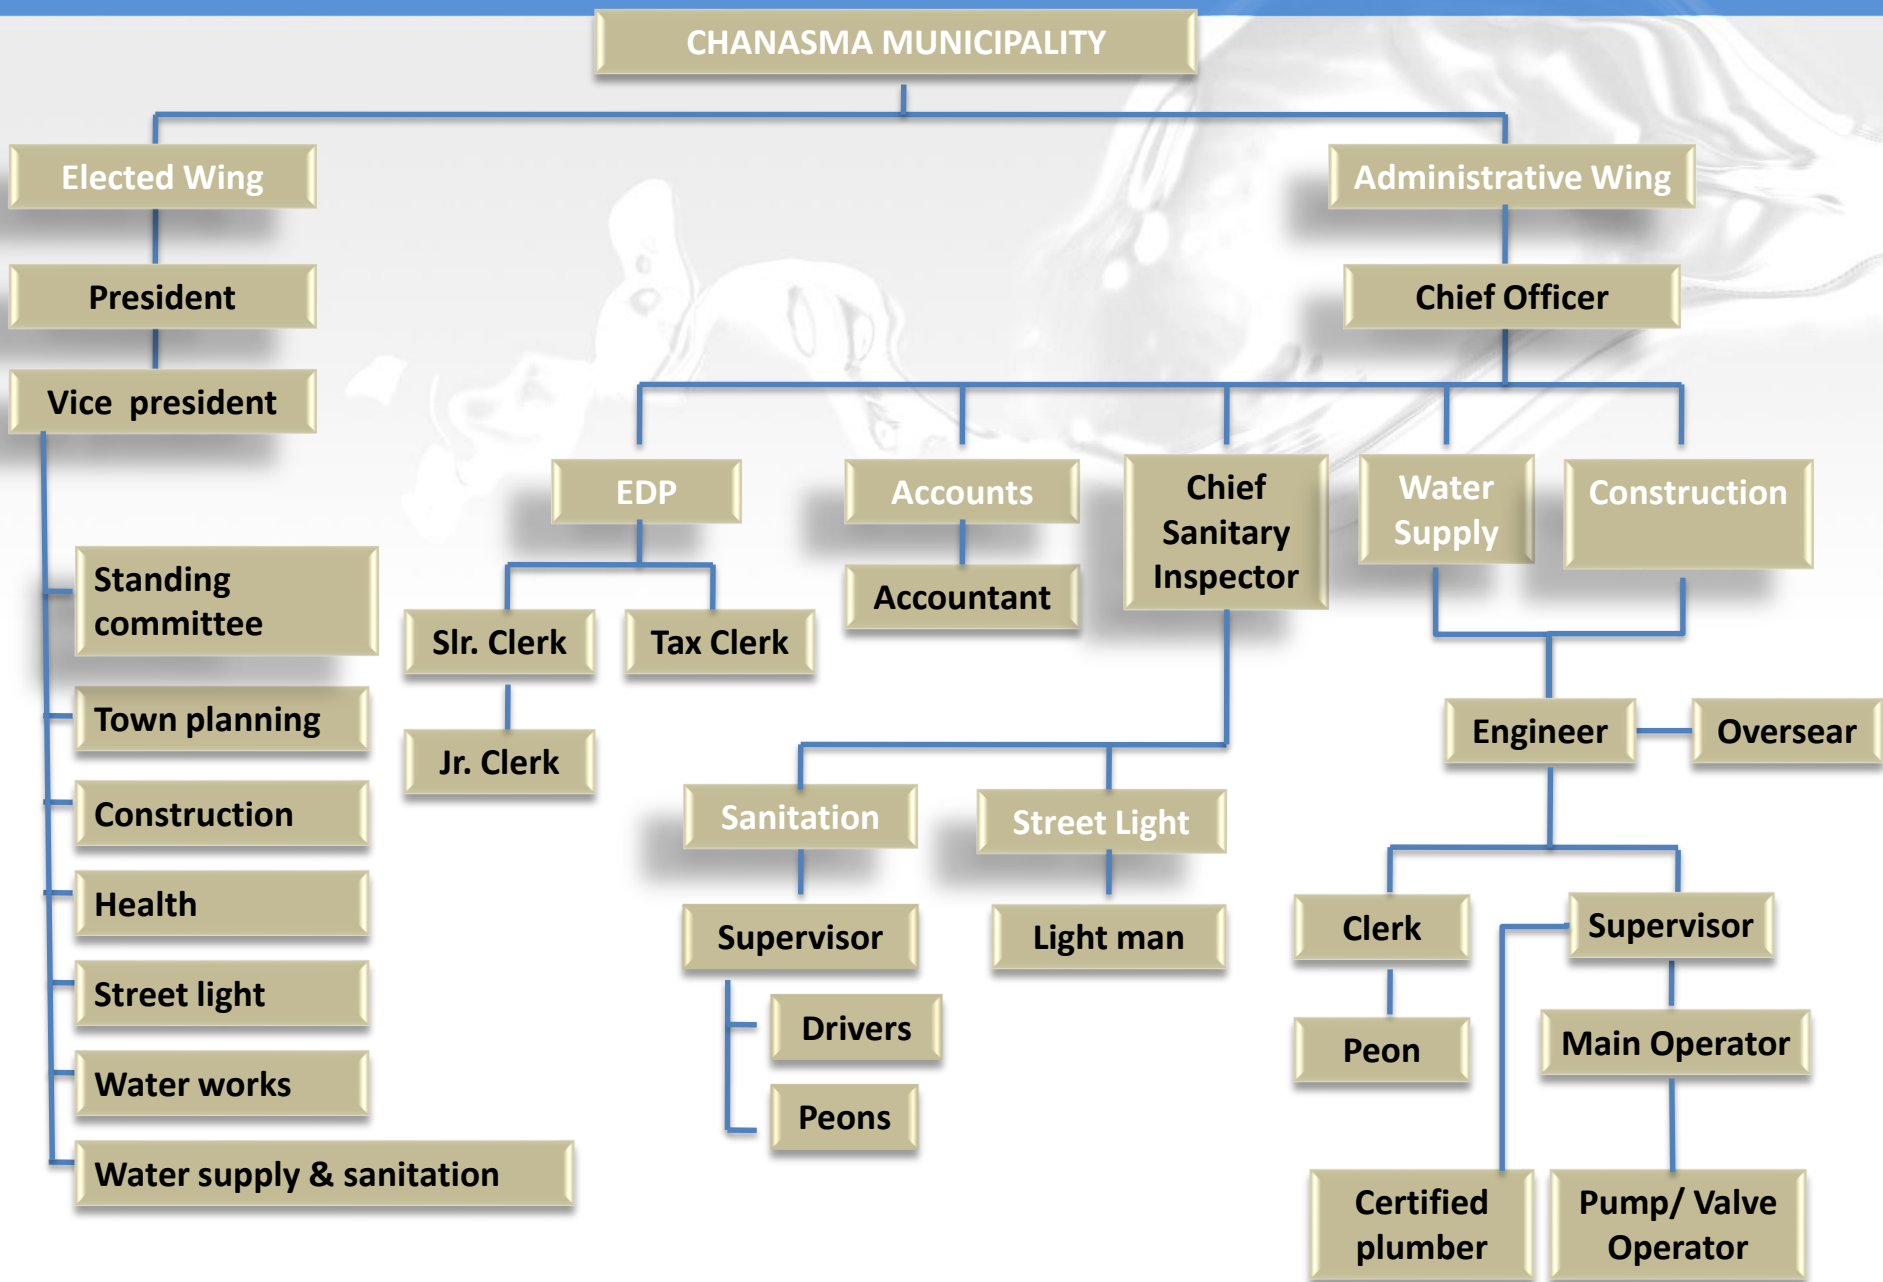 CHANASMA MUNICIPALITY
Elected Wing
Administrative Wing
President
Chief Officer
Vice president
EDP
Accounts
Chief
Sanitary
Inspector
Water
Supply
Construction
Standing
committee
Accountant
Slr. Clerk
Tax Clerk
Town planning
Jr. Clerk
Engineer
Oversear
Construction
Sanitation
Street Light
Health
Supervisor
Light man
Clerk
Supervisor
Street light
Drivers
Peon
Main Operator
Water works
Peons
Water supply & sanitation
Certified
plumber
Pump/ Valve
Operator